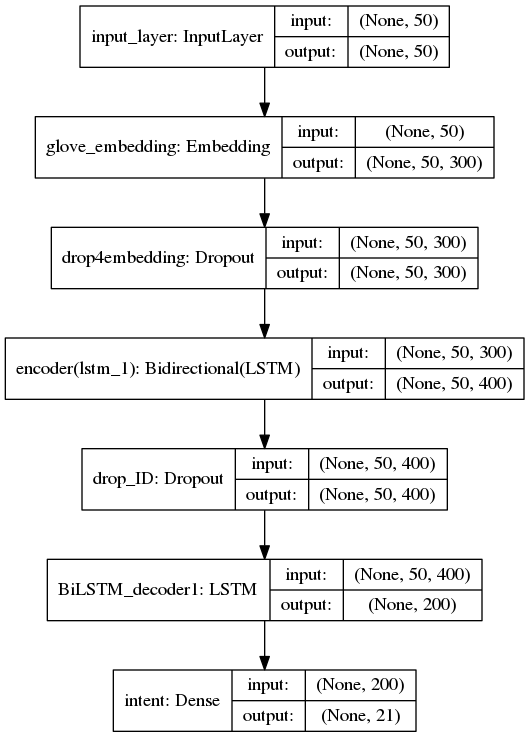 input_layer: InputLayer
input: (None, 50)
output: (None, 50)
glove_embedding: Embedding
input: (None, 50)
output: (None, 50, 300)
drop4embedding: Dropout
input: (None, 50, 300)
output: (None, 50, 300)
encoder(lstm_1): Bidirectional(LSTM)
input: (None, 50, 300)
output: (None, 50, 400)
drop_ID: Dropout
input: (None, 50, 400)
output: (None, 50, 400)
BiLSTM_decoder1: LSTM
input: (None, 50, 400)
output: (None, 200)
intent: Dense
input: (None, 200)
output: (None, 21)